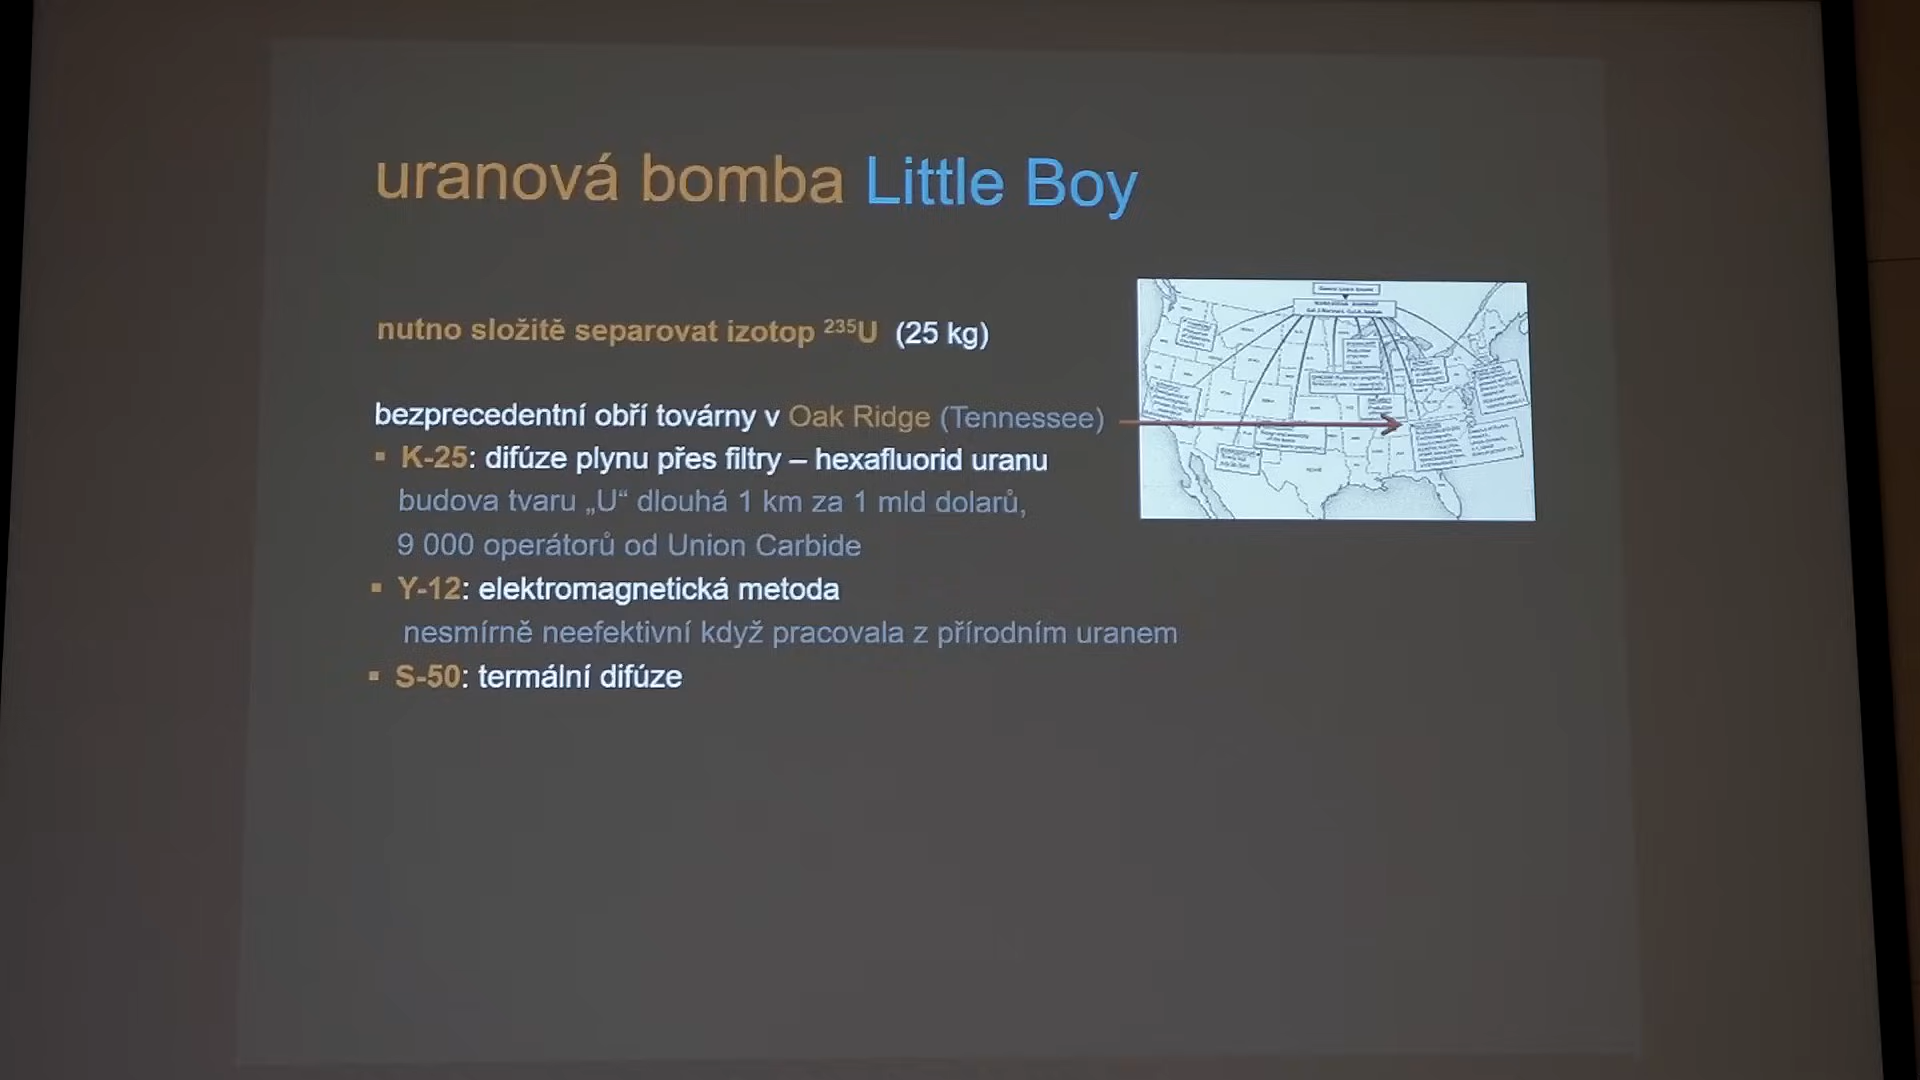 uranová bomba Little Boy
nutno složitě separovat izotop ²³⁵U (25 kg)
bezprecedentní obří továrny v Oak Ridge (Tennessee)
▪ K-25: difúze plynu přes filtry – hexafluorid uranu
budova tvaru „U“ dlouhá 1 km za 1 mld dolarů,
9 000 operátorů od Union Carbide
▪ Y-12: elektromagnetická metoda
nesmírně neefektivní když pracovala z přírodním uranem
▪ S-50: termální difúze